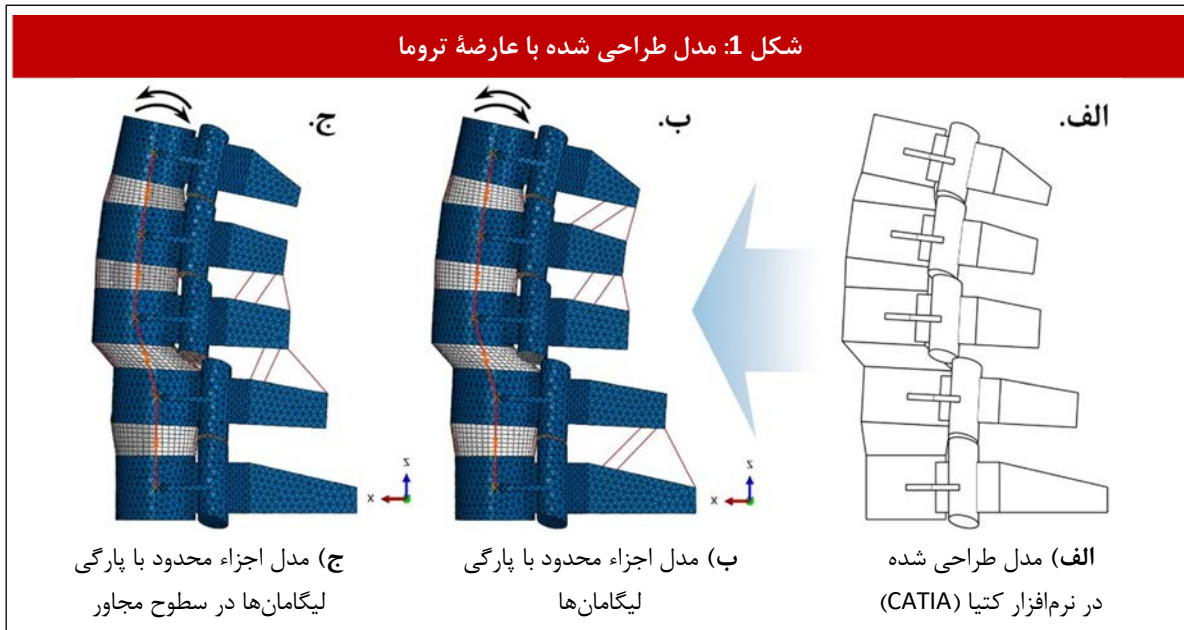 شکل 1: مدل طراحی شده با عارضهٔ تروما
الف.
ب.
ج.
z
x
z
x
الف) مدل طراحی شده
در نرم‌افزار کتیا (CATIA)
ب) مدل اجزاء محدود با پارگی
لیگامان‌ها
ج) مدل اجزاء محدود با پارگی
لیگامان‌ها در سطوح مجاور